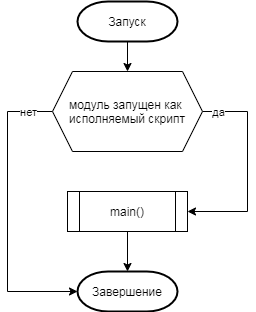 Запуск
модуль запущен как
исполняемый скрипт
нет
да
main()
Завершение